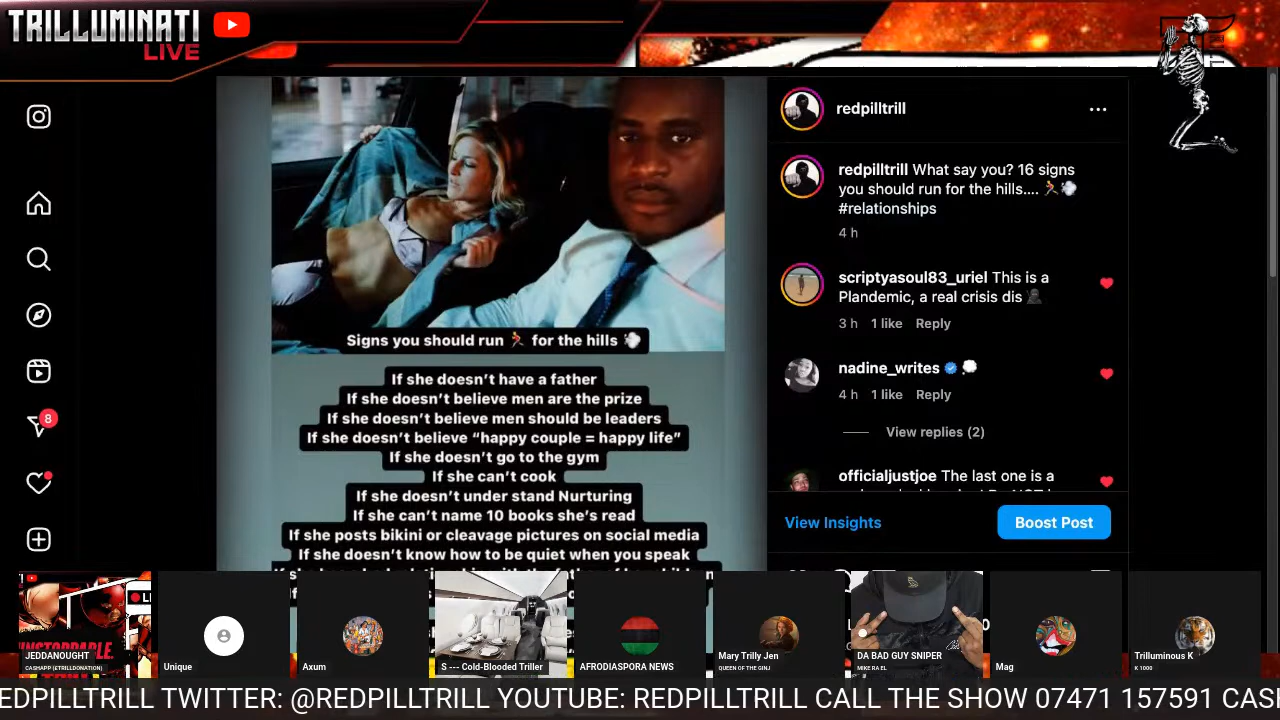 TRILLUMINATI
LIVE
redpilltrill
redpilltrill What say you? 16 signs
you should run for the hills....
#relationships
4 h
scriptyasoul83_uriel This is a
Plandemic, a real crisis dis
3 h 1 like Reply
nadine_writes
4 h 1 like Reply
View replies (2)
officialjustjoe The last one is a
View Insights
Boost Post
8
Signs you should run for the hills
If she doesn't have a father
If she doesn't believe men are the prize
If she doesn't believe men should be leaders
If she doesn't believe "happy couple = happy life"
If she doesn't go to the gym
If she can't cook
If she doesn't under stand Nurturing
If she can't name 10 books she's read
If she posts bikini or cleavage pictures on social media
If she doesn't know how to be quiet when you speak
JEDDANOUGHT
CASHAPP (ETRILLDONATION)
Unique
Axum
S --- Cold-Blooded Triller
AFRODIASPORA NEWS
Mary Trilly Jen
QUEEN OF THE GINJ
DA BAD GUY SNIPER
MIKE RA EL
Mag
Trilluminous K
K 1000
EDPILLTRILL TWITTER: @REDPILLTRILL YOUTUBE: REDPILLTRILL CALL THE SHOW 07471 157591 CAS